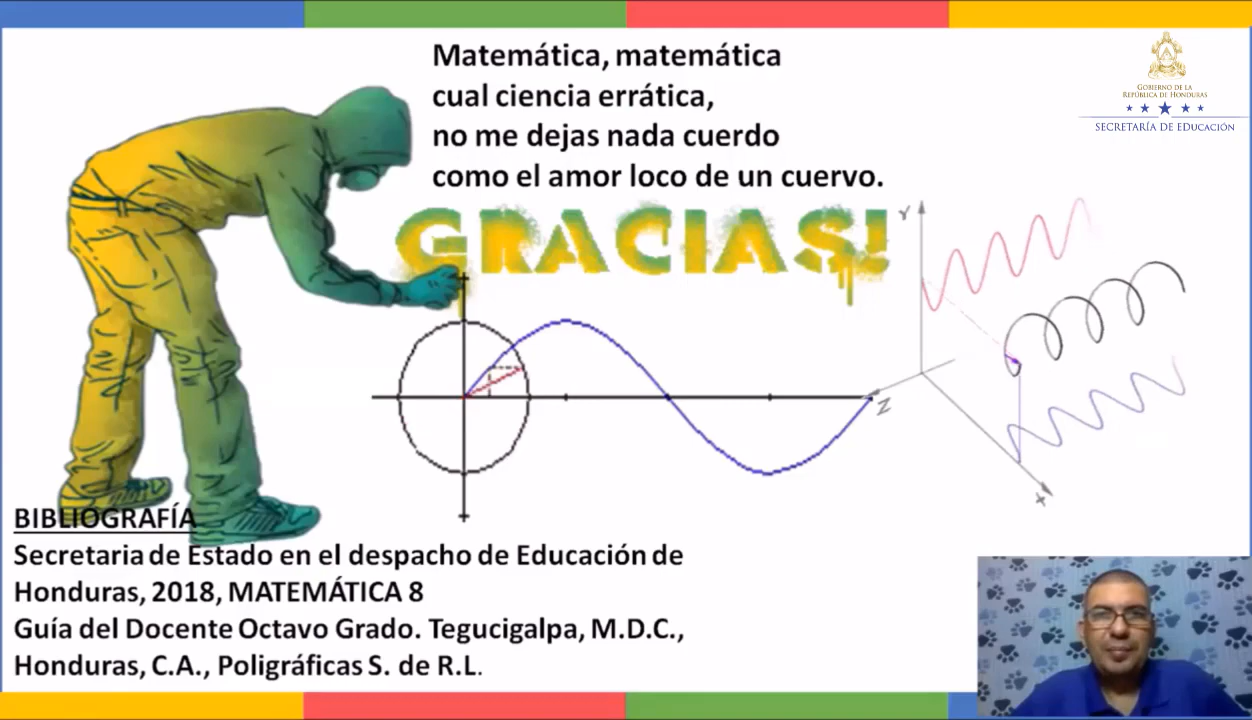 Matemática, matemática
cual ciencia errática,
no me dejas nada cuerdo
como el amor loco de un cuervo.
GOBIERNO DE LA
REPÚBLICA DE HONDURAS
SECRETARÍA DE EDUCACIÓN
GRACIAS!
Y
Z
X
BIBLIOGRAFÍA
Secretaria de Estado en el despacho de Educación de
Honduras, 2018, MATEMÁTICA 8
Guía del Docente Octavo Grado. Tegucigalpa, M.D.C.,
Honduras, C.A., Poligráficas S. de R.L.